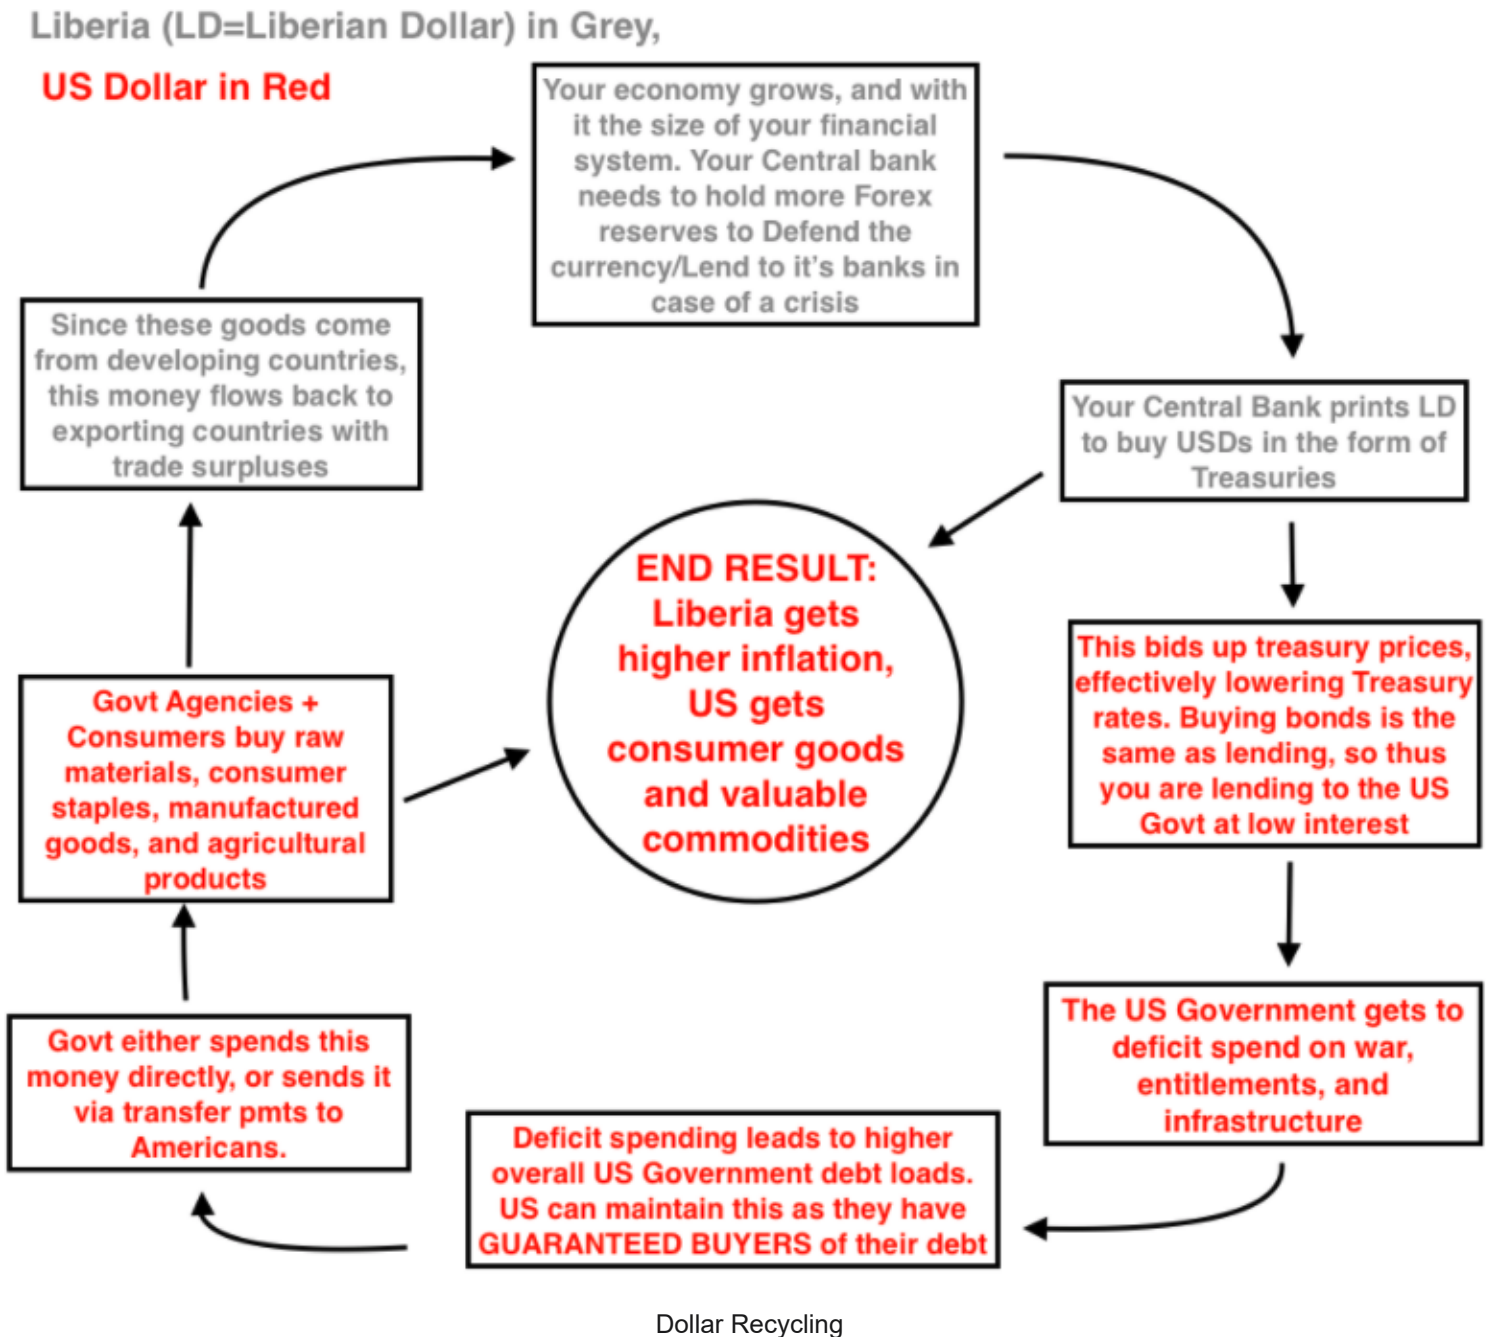 Liberia (LD=Liberian Dollar) in Grey,
US Dollar in Red
Your economy grows, and with
it the size of your financial
system. Your Central bank
needs to hold more Forex
reserves to Defend the
currency/Lend to it's banks in
case of a crisis
Your Central Bank prints LD
to buy USDs in the form of
Treasuries
This bids up treasury prices,
effectively lowering Treasury
rates. Buying bonds is the
same as lending, so thus
you are lending to the US
Govt at low interest
The US Government gets to
deficit spend on war,
entitlements, and
infrastructure
Deficit spending leads to higher
overall US Government debt loads.
US can maintain this as they have
GUARANTEED BUYERS of their debt
Govt either spends this
money directly, or sends it
via transfer pmts to
Americans.
Govt Agencies +
Consumers buy raw
materials, consumer
staples, manufactured
goods, and agricultural
products
Since these goods come
from developing countries,
this money flows back to
exporting countries with
trade surpluses
END RESULT:
Liberia gets
higher inflation,
US gets
consumer goods
and valuable
commodities
Dollar Recycling